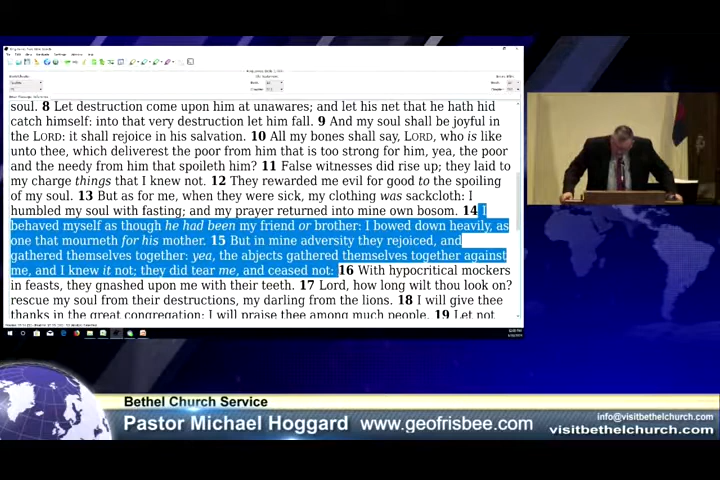 soul. 8 Let destruction come upon him at unawares; and let his net that he hath hid
catch himself: into that very destruction let him fall. 9 And my soul shall be joyful in
the LORD: it shall rejoice in his salvation. 10 All my bones shall say, LORD, who is like
unto thee, which deliverest the poor from him that is too strong for him, yea, the poor
and the needy from him that spoileth him? 11 False witnesses did rise up; they laid to
my charge things that I knew not. 12 They rewarded me evil for good to the spoiling
of my soul. 13 But as for me, when they were sick, my clothing was sackcloth: I
humbled my soul with fasting; and my prayer returned into mine own bosom. 14 I
behaved myself as though he had been my friend or brother: I bowed down heavily, as
one that mourneth for his mother. 15 But in mine adversity they rejoiced, and
gathered themselves together: yea, the abjects gathered themselves together against
me, and I knew it not; they did tear me, and ceased not: 16 With hypocritical mockers
in feasts, they gnashed upon me with their teeth. 17 Lord, how long wilt thou look on?
rescue my soul from their destructions, my darling from the lions. 18 I will give thee
thanks in the great congregation: I will praise thee among much people. 19 Let not
Bethel Church Service
Pastor Michael Hoggard www.geofrisbee.com
info@visitbethelchurch.com
visitbethelchurch.com